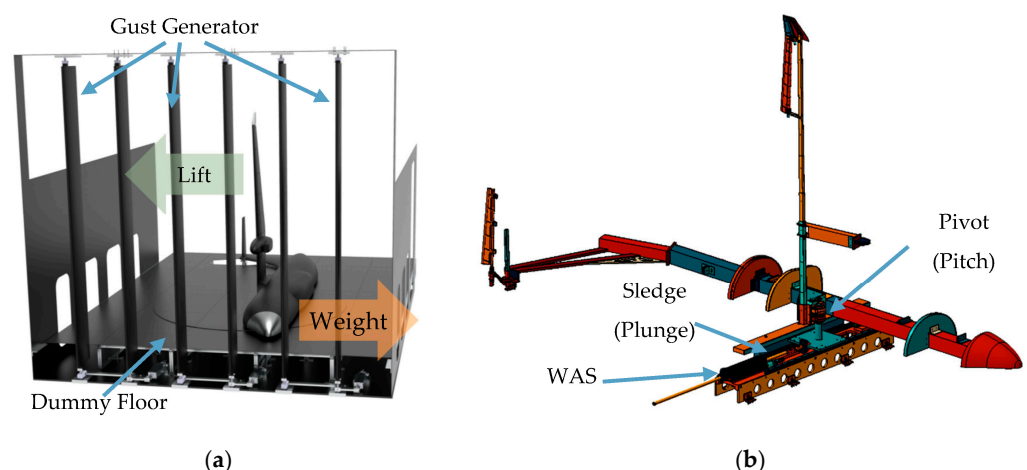 Gust Generator
Lift
Weight
Dummy Floor
(a)
Pivot
(Pitch)
Sledge
(Plunge)
WAS
(b)